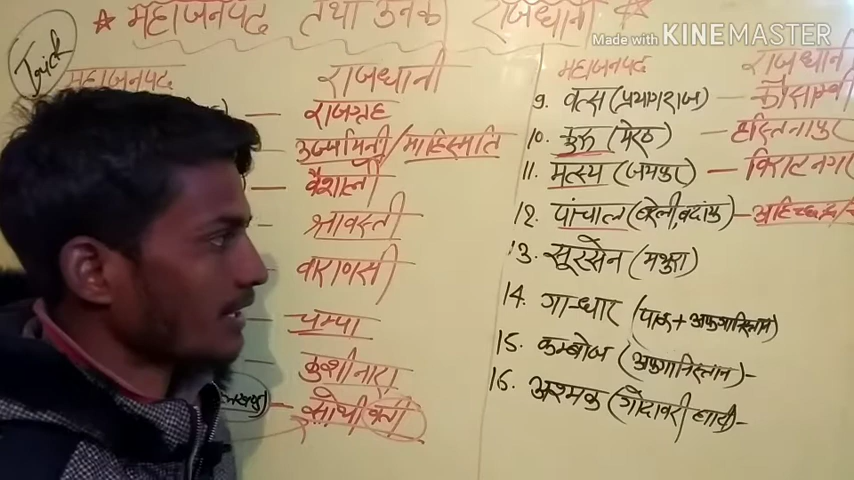 ★ महाजनपद तथा उनके राजधानी ★
Made with KINEMASTER
Trick
महाजनपद
राजधानी
राजगृह
उज्जयिनी/माहिस्मति
वैशाली
श्रावस्ती
वाराणसी
चम्पा
कुशीनारा
सोथीवती
महाजनपद राजधानी
9. वत्स (प्रयागराज) - कौसाम्बी
10. कुरू (मेरठ) - हस्तिनापुर
11. मत्स्य (जयपुर) - विराटनगर
12. पांचाल (बरेली, बदांयू) - अहिच्छत्र
13. सूरसेन (मथुरा)
14. गान्धार (पाक + अफगानिस्तान)
15. कम्बोज (अफगानिस्तान) -
16. अश्मक (गोदावरी घाटी) -